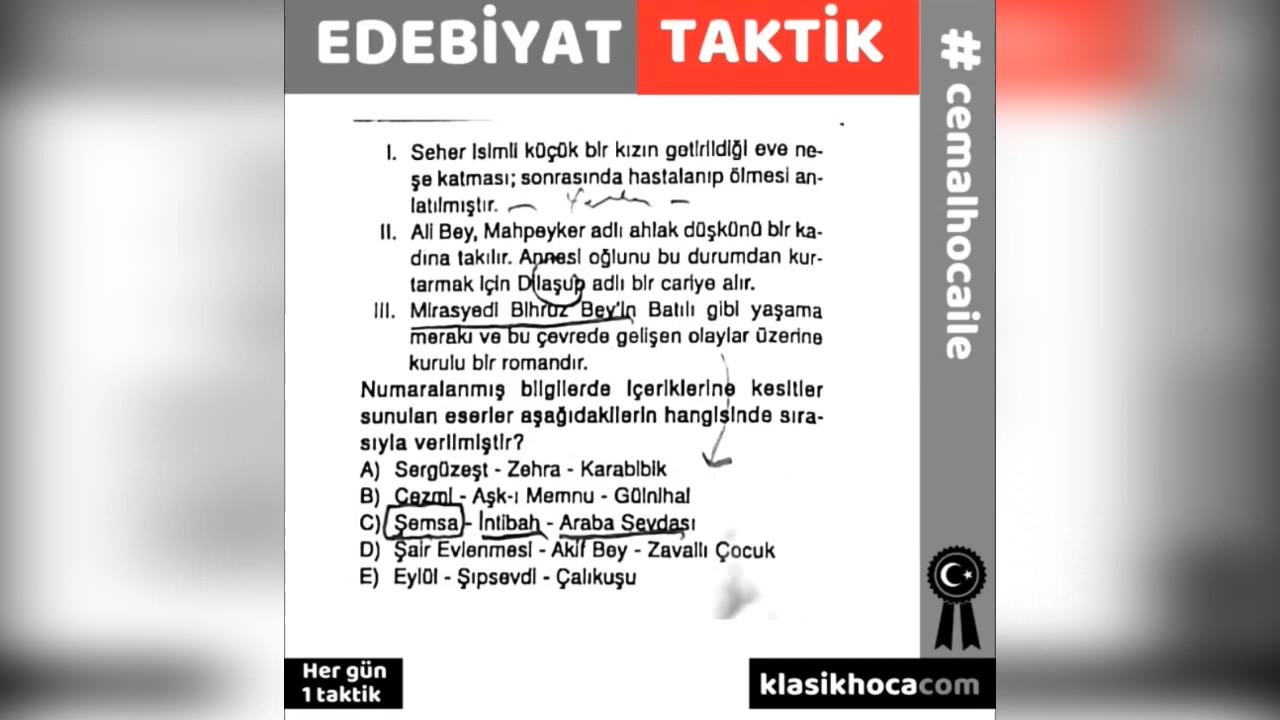 EDEBİYAT TAKTİK
#cemalhocaile
I. Seher isimli küçük bir kızın getirildiği eve ne-
şe katması; sonrasında hastalanıp ölmesi an-
latılmıştır.
II. Ali Bey, Mahpeyker adlı ahlak düşkünü bir ka-
dına takılır. Annesi oğlunu bu durumdan kur-
tarmak için Dilaşup adlı bir cariye alır.
III. Mirasyedi Bihruz Bey'in Batılı gibi yaşama
merakı ve bu çevrede gelişen olaylar üzerine
kurulu bir romandır.
Numaralanmış bilgilerde içeriklerine kesitler
sunulan eserler aşağıdakilerin hangisinde sıra-
sıyla verilmiştir?
A) Sergüzeşt - Zehra - Karabibik
B) Cezmi - Aşk-ı Memnu - Gülnihal
C) Şemsa - İntibah - Araba Sevdası
D) Şair Evlenmesi - Akif Bey - Zavallı Çocuk
E) Eylül - Şıpsevdi - Çalıkuşu
Her gün
1 taktik
klasikhocacom